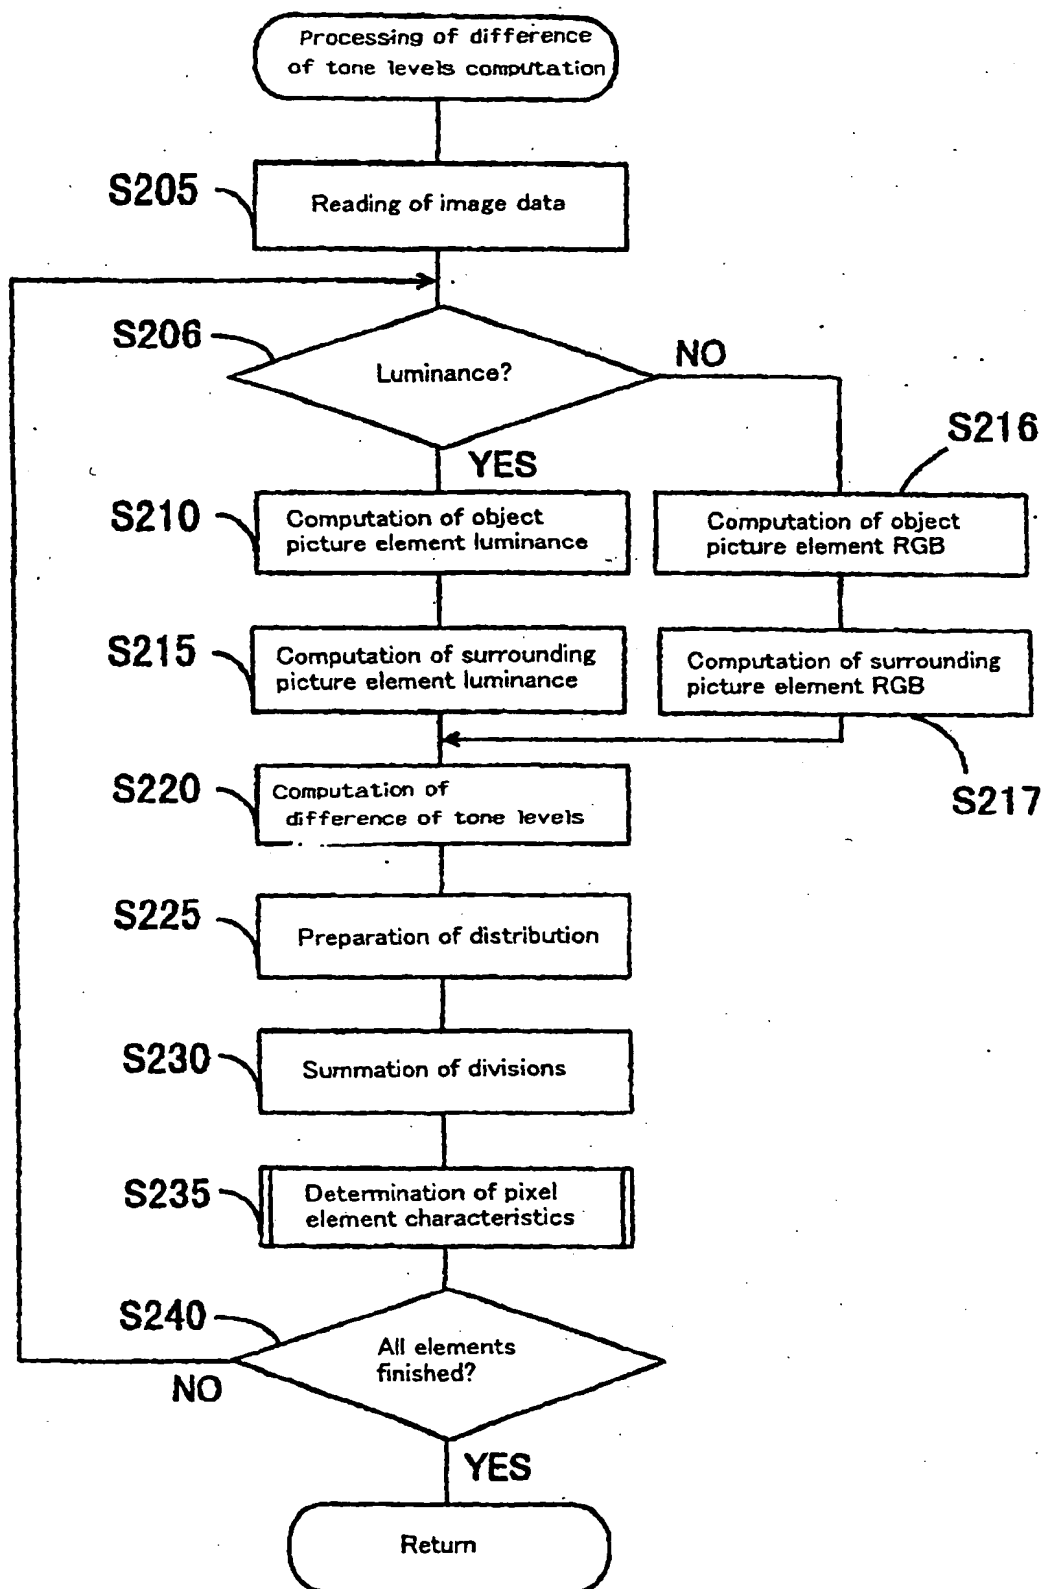 Processing of difference
of tone levels computation
S205
Reading of image data
S206
Luminance?
NO
YES
S216
S210
Computation of object
picture element luminance
Computation of object
picture element RGB
S215
Computation of surrounding
picture element luminance
Computation of surrounding
picture element RGB
S217
S220
Computation of
difference of tone levels
S225
Preparation of distribution
S230
Summation of divisions
S235
Determination of pixel
element characteristics
S240
All elements
finished?
NO
YES
Return